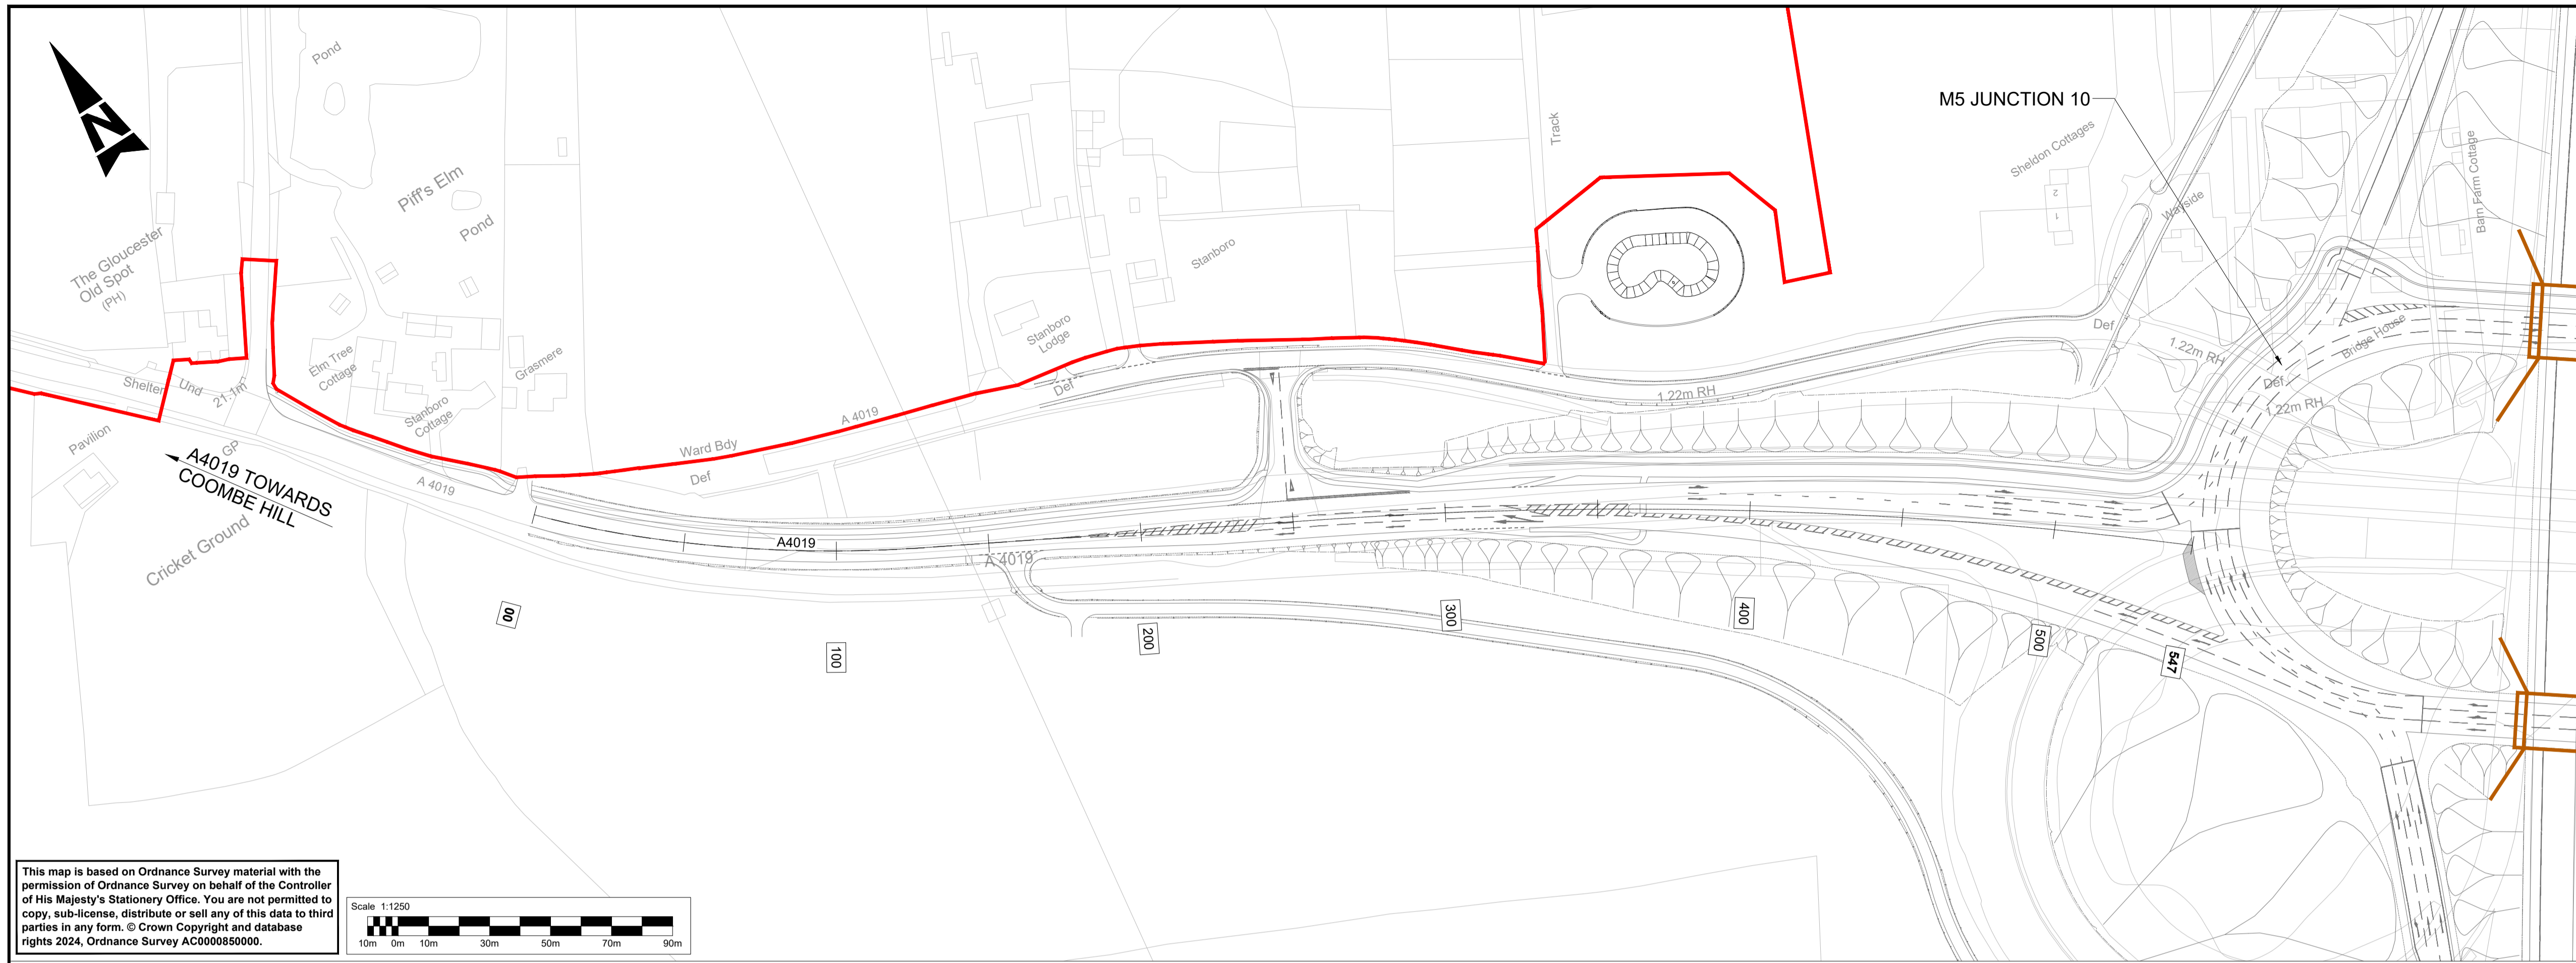 Pond
N
M5 JUNCTION 10
Track
Sheldon Cottages
2
1
Wayside
Barn Farm Cottage
Piff's Elm
Pond
The Gloucester
Old Spot
(PH)
Stanboro
Stanboro
Lodge
Elm Tree
Cottage
Grasmere
Shelter
Und
21.1m
Stanboro
Cottage
Def
Def
1.22m RH
Bridge House
Def
1.22m RH
1.22m RH
A 4019
Ward Bdy
Def
Pavilion
GP
A4019 TOWARDS
COOMBE HILL
A 4019
Cricket Ground
A4019
A 4019
00
100
200
300
400
500
547
This map is based on Ordnance Survey material with the
permission of Ordnance Survey on behalf of the Controller
of His Majesty's Stationery Office. You are not permitted to
copy, sub-license, distribute or sell any of this data to third
parties in any form. © Crown Copyright and database
rights 2024, Ordnance Survey AC0000850000.
Scale 1:1250
10m 0m 10m 30m 50m 70m 90m